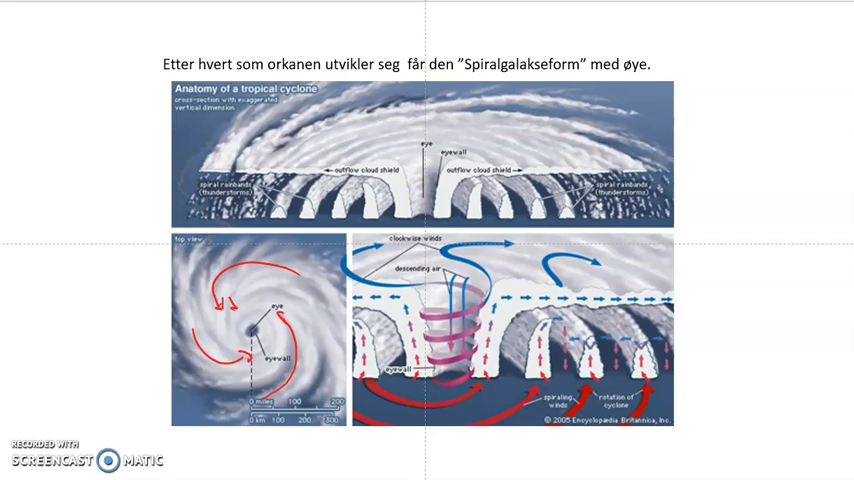 Etter hvert som orkanen utvikler seg får den ”Spiralgalakseform” med øye.
Anatomy of a tropical cyclone
cross-section with exaggerated
vertical dimension
eye
eyewall
outflow cloud shield
outflow cloud shield
spiral rainbands
(thunderstorms)
spiral rainbands
(thunderstorms)
top view
eye
eyewall
0 miles 100 200
0 km 100 200 300
clockwise winds
descending air
eyewall
spiraling
winds
rotation of
cyclone
© 2005 Encyclopædia Britannica, Inc.
RECORDED WITH
SCREENCAST MATIC